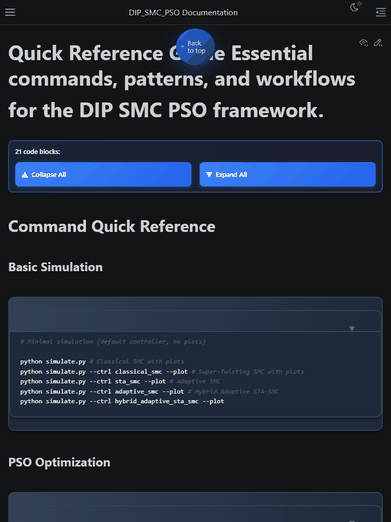 DIP_SMC_PSO Documentation
Back
to top
Quick Reference G e Essential
commands, patterns, and workflows
for the DIP SMC PSO framework.
21 code blocks:
▲ Collapse All
▼ Expand All
Command Quick Reference
Basic Simulation
# Minimal simulation (default controller, no plots)
python simulate.py # Classical SMC with plots
python simulate.py --ctrl classical_smc --plot # Super-Twisting SMC with plots
python simulate.py --ctrl sta_smc --plot # Adaptive SMC
python simulate.py --ctrl adaptive_smc --plot # Hybrid Adaptive STA-SMC
python simulate.py --ctrl hybrid_adaptive_sta_smc --plot
PSO Optimization